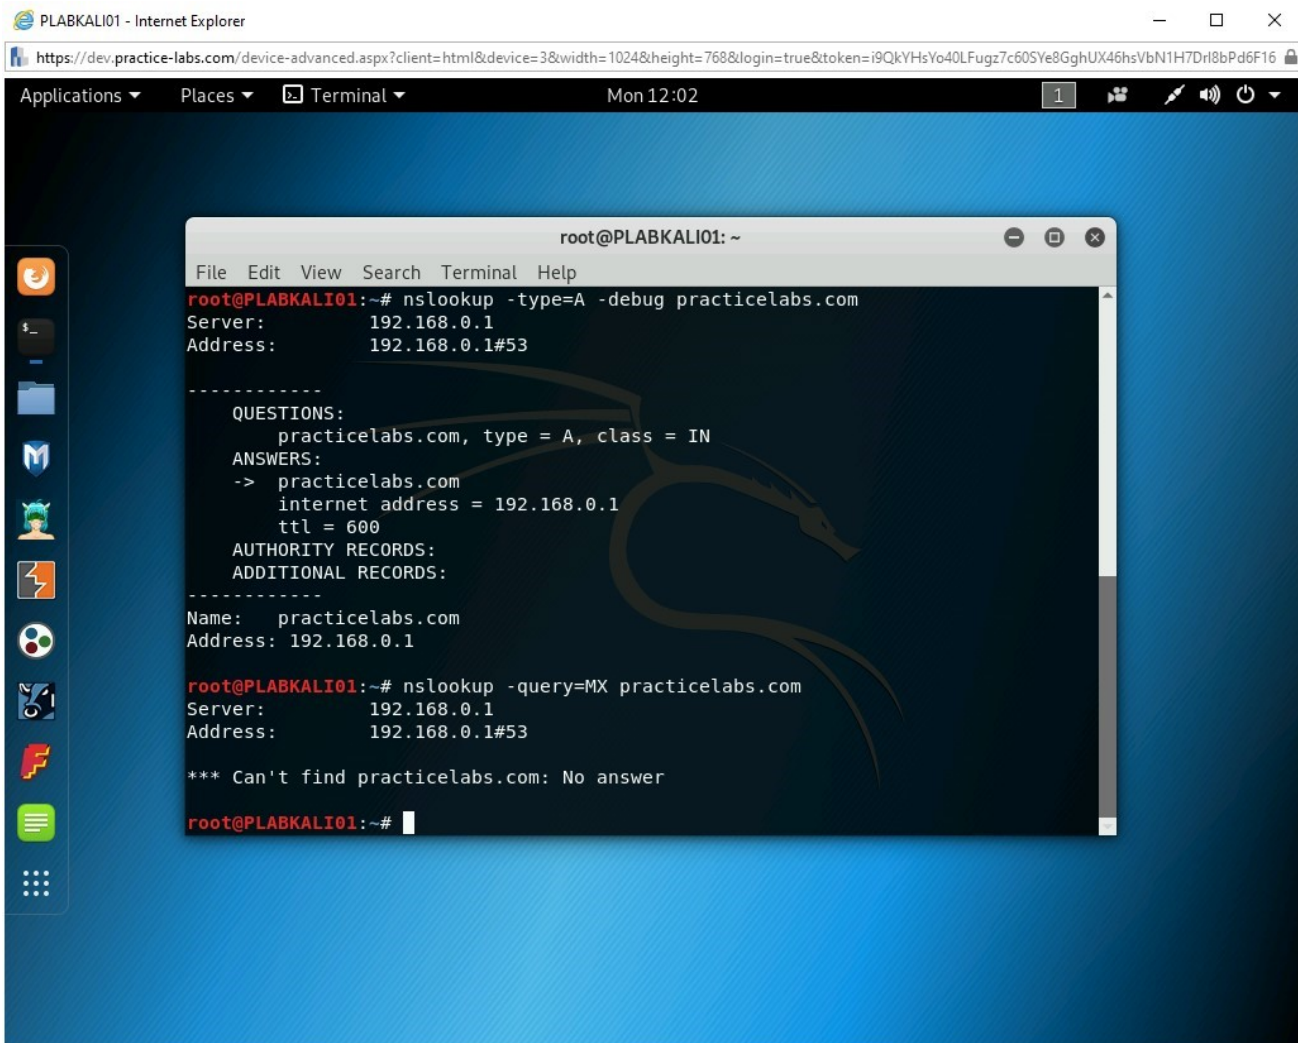 PLABKALI01 - Internet Explorer
https://dev.practice-labs.com/device-advanced.aspx?client=html&device=3&width=1024&height=768&login=true&token=i9QkYHsYo40LFugz7c60SYe8GghUX46hsVbN1H7Drl8bPd6F16
Applications Places Terminal Mon 12:02 1
root@PLABKALI01: ~
File Edit View Search Terminal Help
root@PLABKALI01:~# nslookup -type=A -debug practicelabs.com
Server: 192.168.0.1
Address: 192.168.0.1#53
------------
QUESTIONS:
practicelabs.com, type = A, class = IN
ANSWERS:
-> practicelabs.com
internet address = 192.168.0.1
ttl = 600
AUTHORITY RECORDS:
ADDITIONAL RECORDS:
------------
Name: practicelabs.com
Address: 192.168.0.1
root@PLABKALI01:~# nslookup -query=MX practicelabs.com
Server: 192.168.0.1
Address: 192.168.0.1#53
*** Can't find practicelabs.com: No answer
root@PLABKALI01:~#